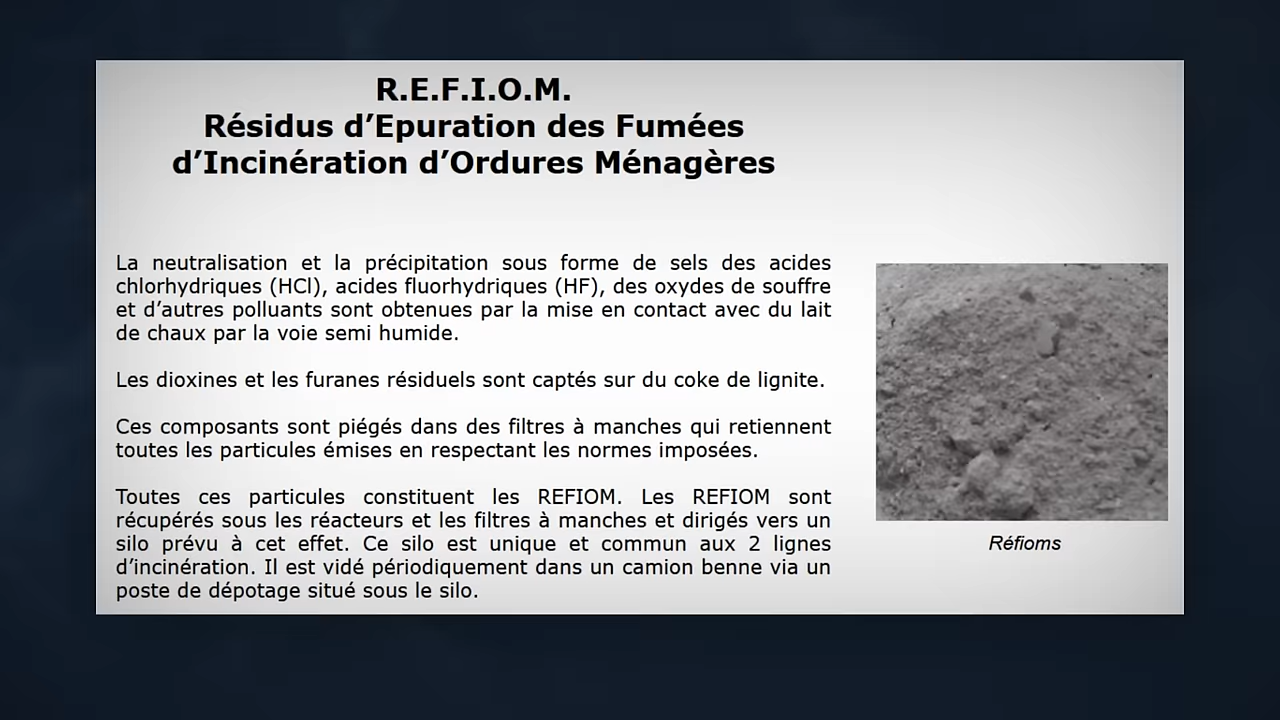 R.E.F.I.O.M.
Résidus d’Epuration des Fumées
d’Incinération d’Ordures Ménagères
La neutralisation et la précipitation sous forme de sels des acides
chlorhydriques (HCl), acides fluorhydriques (HF), des oxydes de souffre
et d’autres polluants sont obtenues par la mise en contact avec du lait
de chaux par la voie semi humide.
Les dioxines et les furanes résiduels sont captés sur du coke de lignite.
Ces composants sont piégés dans des filtres à manches qui retiennent
toutes les particules émises en respectant les normes imposées.
Toutes ces particules constituent les REFIOM. Les REFIOM sont
récupérés sous les réacteurs et les filtres à manches et dirigés vers un
silo prévu à cet effet. Ce silo est unique et commun aux 2 lignes
d’incinération. Il est vidé périodiquement dans un camion benne via un
poste de dépotage situé sous le silo.
Réfioms